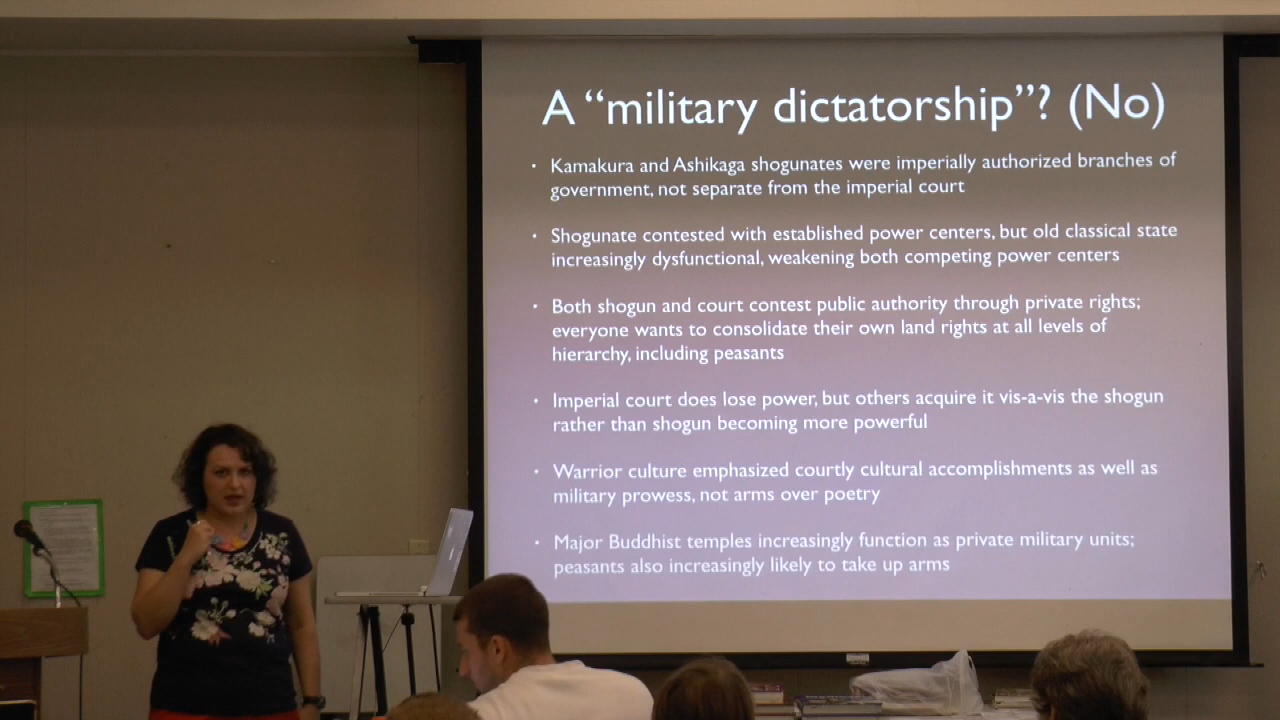 A “military dictatorship”? (No)
• Kamakura and Ashikaga shogunates were imperially authorized branches of
government, not separate from the imperial court
• Shogunate contested with established power centers, but old classical state
increasingly dysfunctional, weakening both competing power centers
• Both shogun and court contest public authority through private rights;
everyone wants to consolidate their own land rights at all levels of
hierarchy, including peasants
• Imperial court does lose power, but others acquire it vis-a-vis the shogun
rather than shogun becoming more powerful
• Warrior culture emphasized courtly cultural accomplishments as well as
military prowess, not arms over poetry
• Major Buddhist temples increasingly function as private military units;
peasants also increasingly likely to take up arms